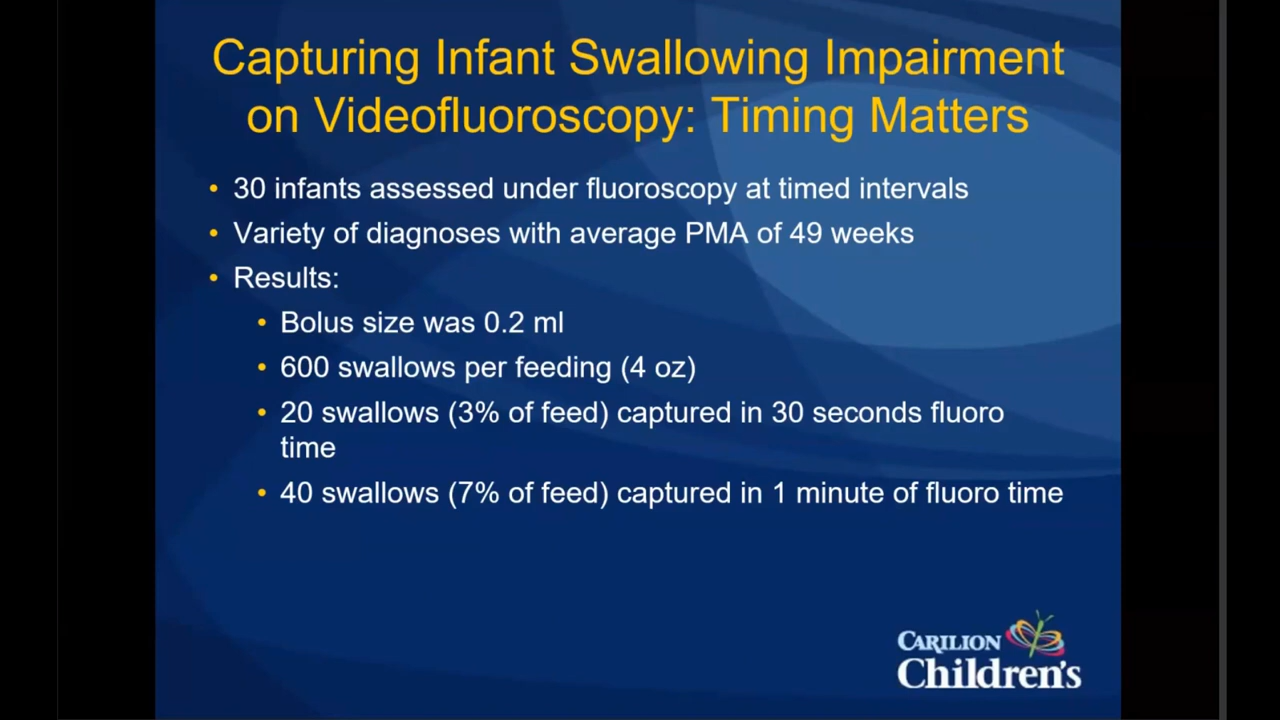 Capturing Infant Swallowing Impairment
on Videofluoroscopy: Timing Matters
• 30 infants assessed under fluoroscopy at timed intervals
• Variety of diagnoses with average PMA of 49 weeks
• Results:
• Bolus size was 0.2 ml
• 600 swallows per feeding (4 oz)
• 20 swallows (3% of feed) captured in 30 seconds fluoro
time
• 40 swallows (7% of feed) captured in 1 minute of fluoro time
CARILION
Children's